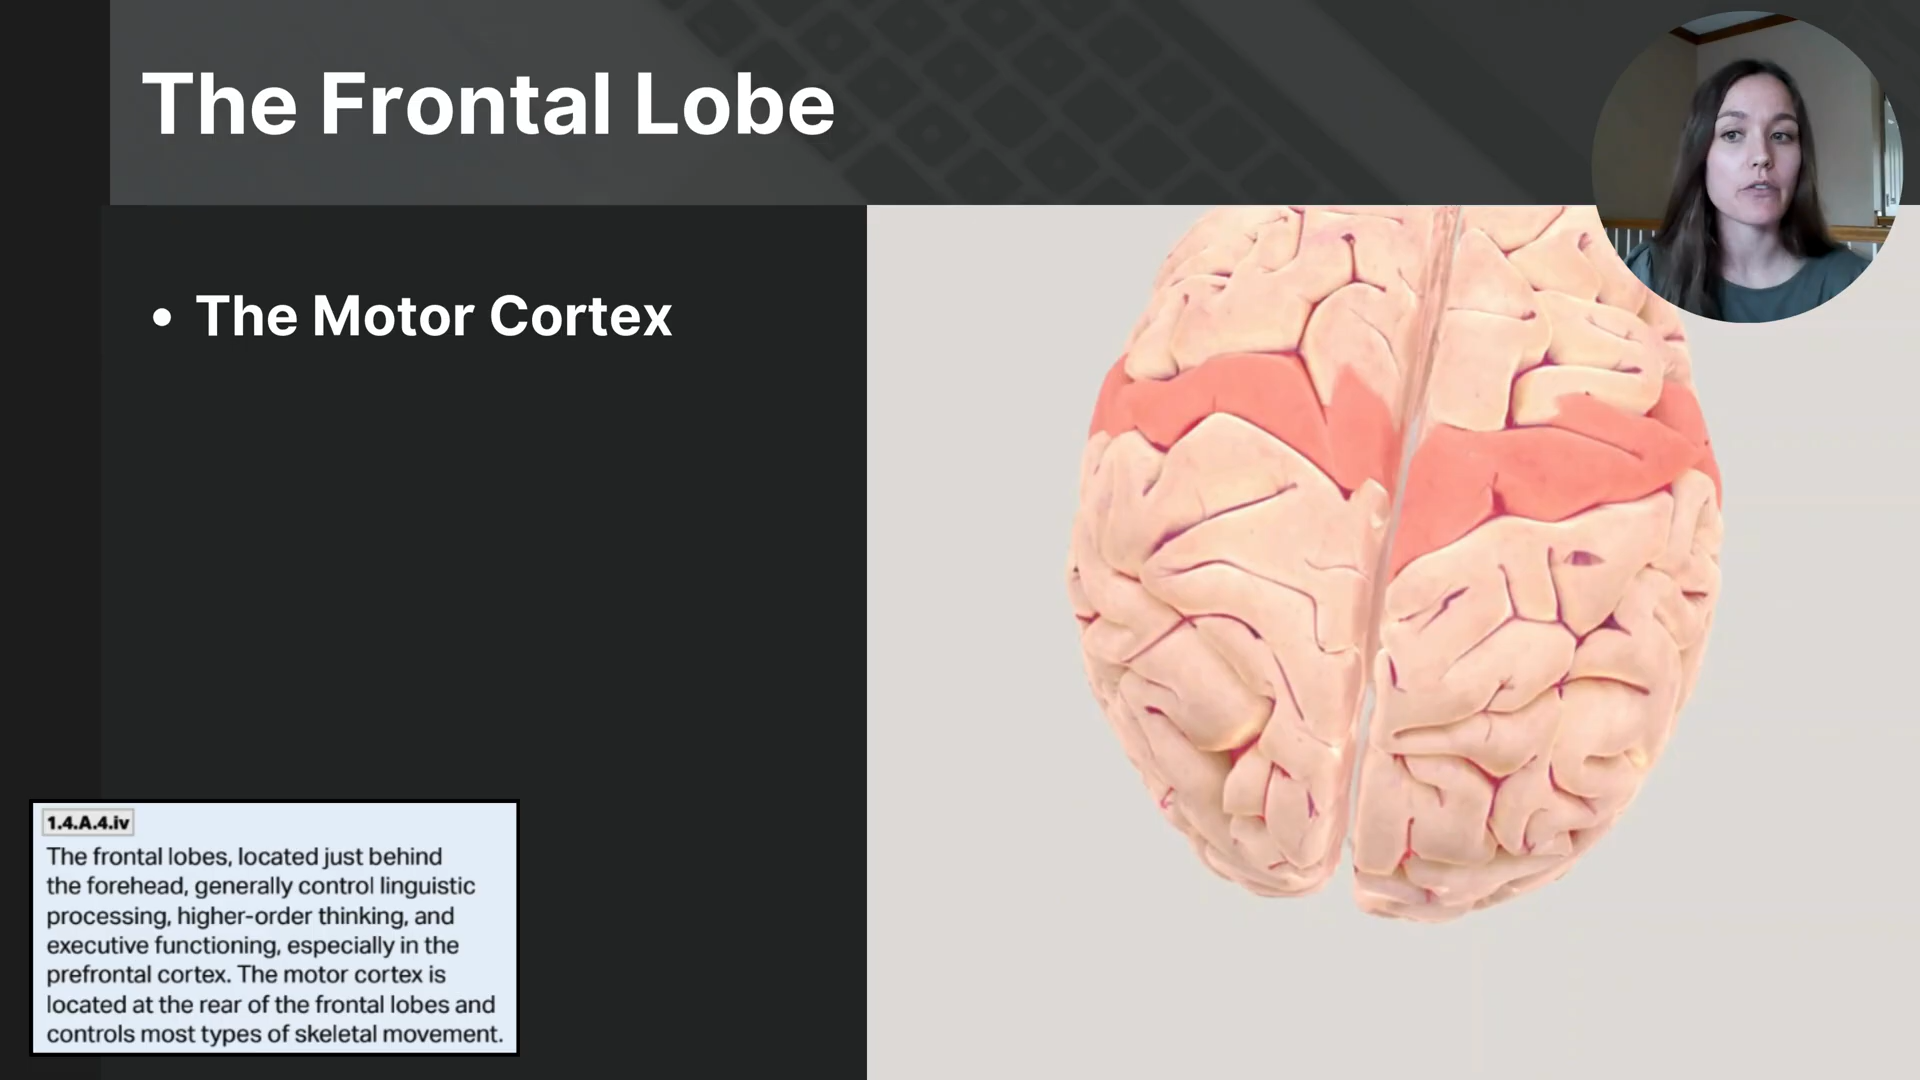 The Frontal Lobe
• The Motor Cortex
1.4.A.4.iv
The frontal lobes, located just behind
the forehead, generally control linguistic
processing, higher-order thinking, and
executive functioning, especially in the
prefrontal cortex. The motor cortex is
located at the rear of the frontal lobes and
controls most types of skeletal movement.